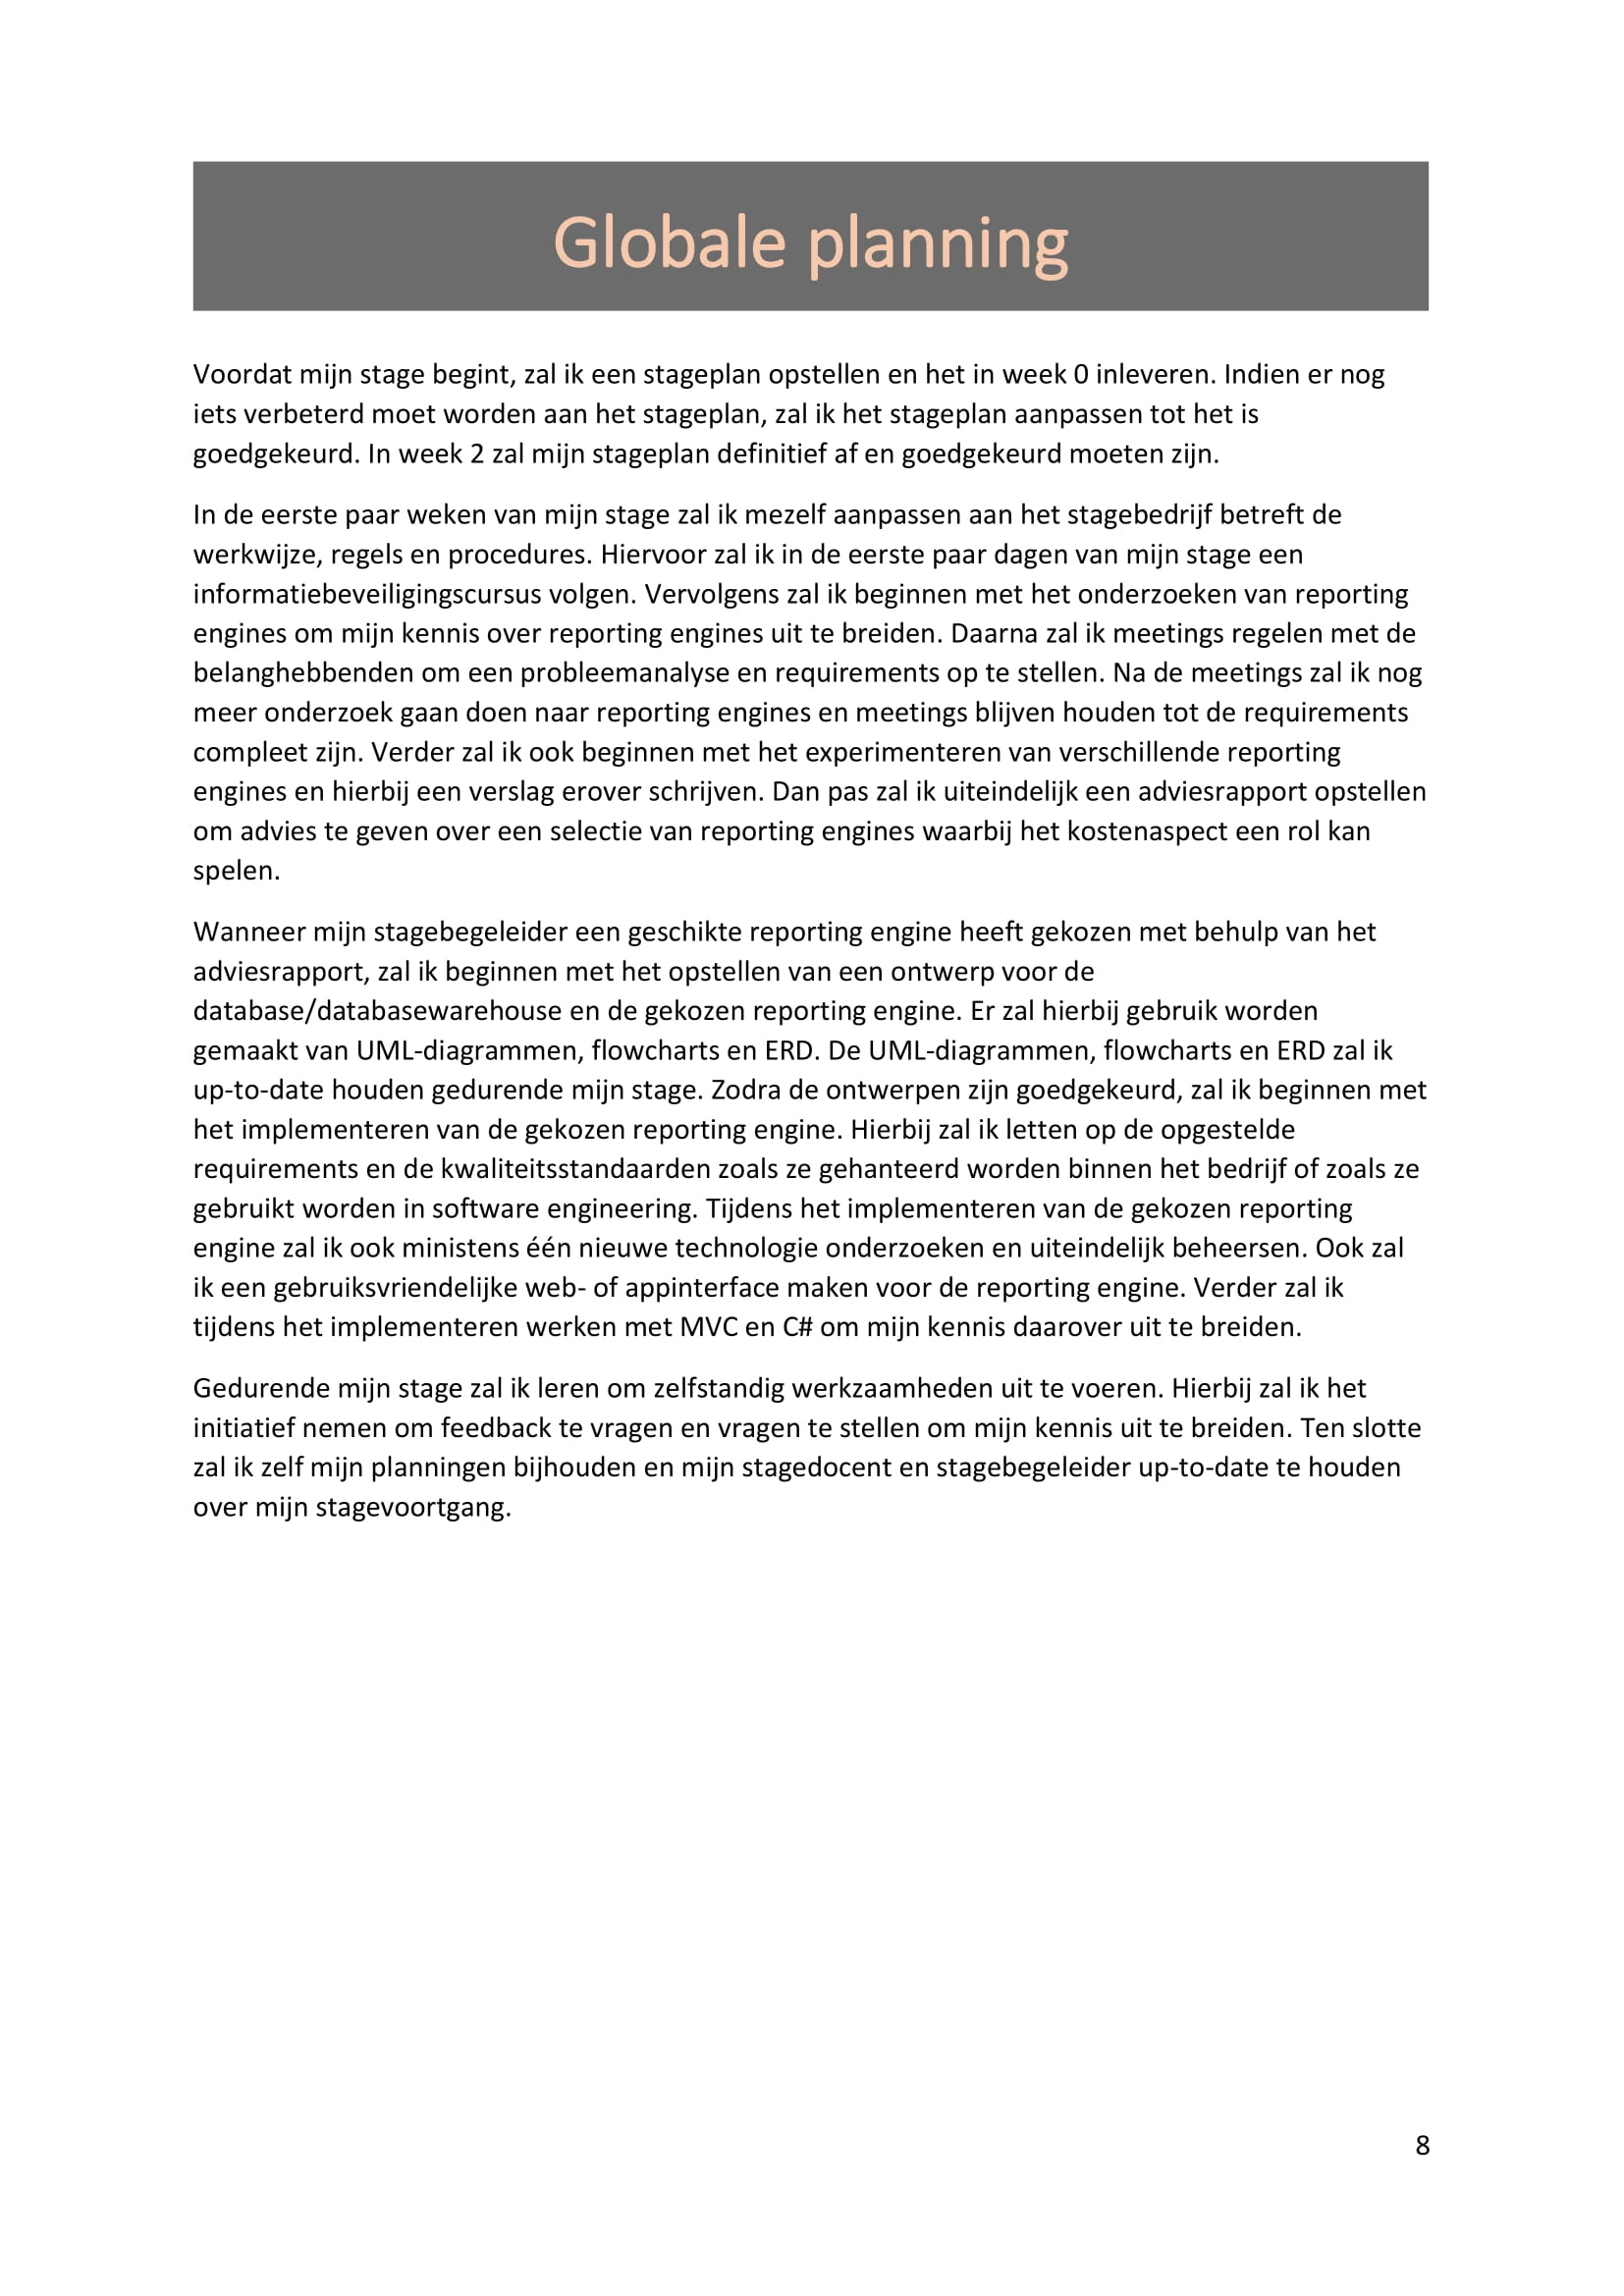 Globale planning
Voordat mijn stage begint, zal ik een stageplan opstellen en het in week 0 inleveren. Indien er nog
iets verbeterd moet worden aan het stageplan, zal ik het stageplan aanpassen tot het is
goedgekeurd. In week 2 zal mijn stageplan definitief af en goedgekeurd moeten zijn.
In de eerste paar weken van mijn stage zal ik mezelf aanpassen aan het stagebedrijf betreft de
werkwijze, regels en procedures. Hiervoor zal ik in de eerste paar dagen van mijn stage een
informatiebeveiligingscursus volgen. Vervolgens zal ik beginnen met het onderzoeken van reporting
engines om mijn kennis over reporting engines uit te breiden. Daarna zal ik meetings regelen met de
belanghebbenden om een probleemanalyse en requirements op te stellen. Na de meetings zal ik nog
meer onderzoek gaan doen naar reporting engines en meetings blijven houden tot de requirements
compleet zijn. Verder zal ik ook beginnen met het experimenteren van verschillende reporting
engines en hierbij een verslag erover schrijven. Dan pas zal ik uiteindelijk een adviesrapport opstellen
om advies te geven over een selectie van reporting engines waarbij het kostenaspect een rol kan
spelen.
Wanneer mijn stagebegeleider een geschikte reporting engine heeft gekozen met behulp van het
adviesrapport, zal ik beginnen met het opstellen van een ontwerp voor de
database/databasewarehouse en de gekozen reporting engine. Er zal hierbij gebruik worden
gemaakt van UML-diagrammen, flowcharts en ERD. De UML-diagrammen, flowcharts en ERD zal ik
up-to-date houden gedurende mijn stage. Zodra de ontwerpen zijn goedgekeurd, zal ik beginnen met
het implementeren van de gekozen reporting engine. Hierbij zal ik letten op de opgestelde
requirements en de kwaliteitsstandaarden zoals ze gehanteerd worden binnen het bedrijf of zoals ze
gebruikt worden in software engineering. Tijdens het implementeren van de gekozen reporting
engine zal ik ook ministens één nieuwe technologie onderzoeken en uiteindelijk beheersen. Ook zal
ik een gebruiksvriendelijke web- of appinterface maken voor de reporting engine. Verder zal ik
tijdens het implementeren werken met MVC en C# om mijn kennis daarover uit te breiden.
Gedurende mijn stage zal ik leren om zelfstandig werkzaamheden uit te voeren. Hierbij zal ik het
initiatief nemen om feedback te vragen en vragen te stellen om mijn kennis uit te breiden. Ten slotte
zal ik zelf mijn planningen bijhouden en mijn stagedocent en stagebegeleider up-to-date te houden
over mijn stagevoortgang.
8